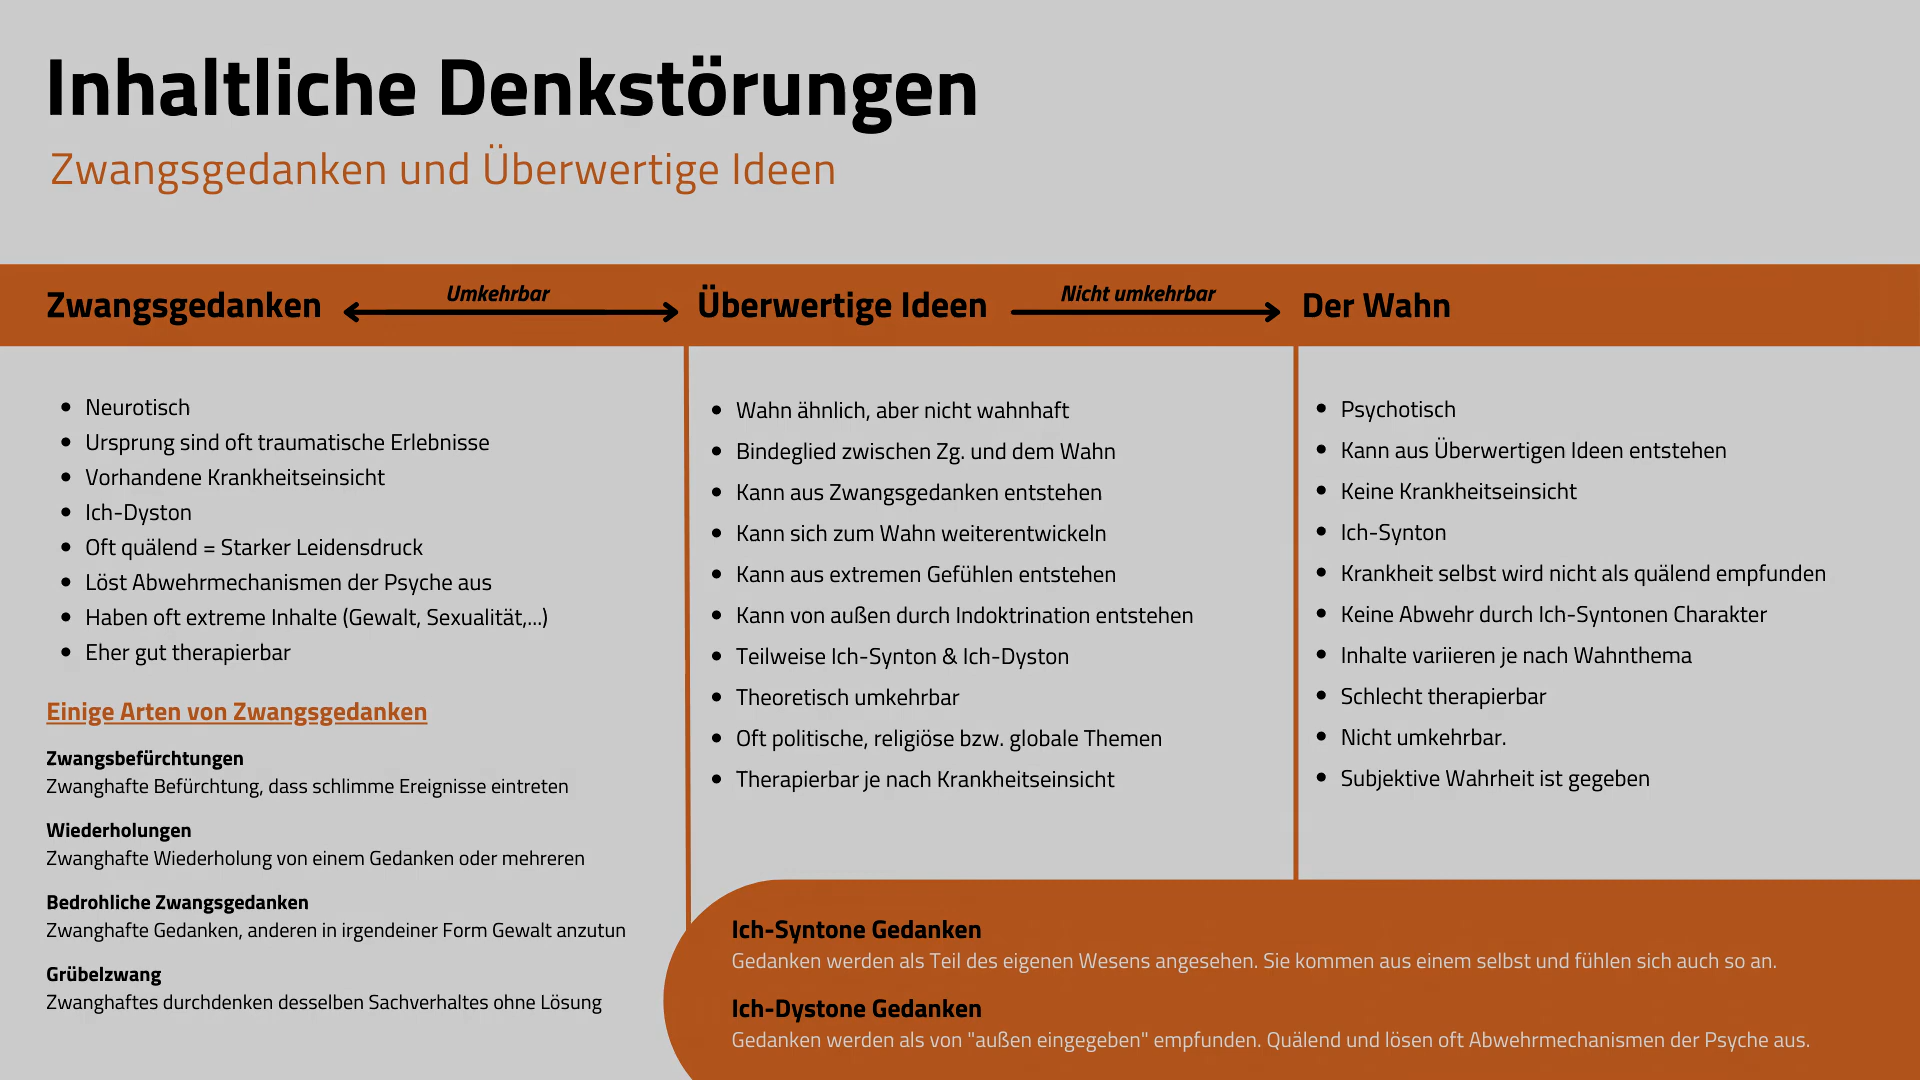 Inhaltliche Denkstörungen
Zwangsgedanken und Überwertige Ideen
Zwangsgedanken
Umkehrbar
Überwertige Ideen
Nicht umkehrbar
Der Wahn
Neurotisch
Ursprung sind oft traumatische Erlebnisse
Vorhandene Krankheitseinsicht
Ich-Dyston
Oft quälend = Starker Leidensdruck
Löst Abwehrmechanismen der Psyche aus
Haben oft extreme Inhalte (Gewalt, Sexualität,...)
Eher gut therapierbar
Einige Arten von Zwangsgedanken
Zwangsbefürchtungen
Zwanghafte Befürchtung, dass schlimme Ereignisse eintreten
Wiederholungen
Zwanghafte Wiederholung von einem Gedanken oder mehreren
Bedrohliche Zwangsgedanken
Zwanghafte Gedanken, anderen in irgendeiner Form Gewalt anzutun
Grübelzwang
Zwanghaftes durchdenken desselben Sachverhaltes ohne Lösung
Wahn ähnlich, aber nicht wahnhaft
Bindeglied zwischen Zg. und dem Wahn
Kann aus Zwangsgedanken entstehen
Kann sich zum Wahn weiterentwickeln
Kann aus extremen Gefühlen entstehen
Kann von außen durch Indoktrination entstehen
Teilweise Ich-Synton & Ich-Dyston
Theoretisch umkehrbar
Oft politische, religiöse bzw. globale Themen
Therapierbar je nach Krankheitseinsicht
Psychotisch
Kann aus Überwertigen Ideen entstehen
Keine Krankheitseinsicht
Ich-Synton
Krankheit selbst wird nicht als quälend empfunden
Keine Abwehr durch Ich-Syntonen Charakter
Inhalte variieren je nach Wahnthema
Schlecht therapierbar
Nicht umkehrbar.
Subjektive Wahrheit ist gegeben
Ich-Syntone Gedanken
Gedanken werden als Teil des eigenen Wesens angesehen. Sie kommen aus einem selbst und fühlen sich auch so an.
Ich-Dystone Gedanken
Gedanken werden als von "außen eingegeben" empfunden. Quälend und lösen oft Abwehrmechanismen der Psyche aus.